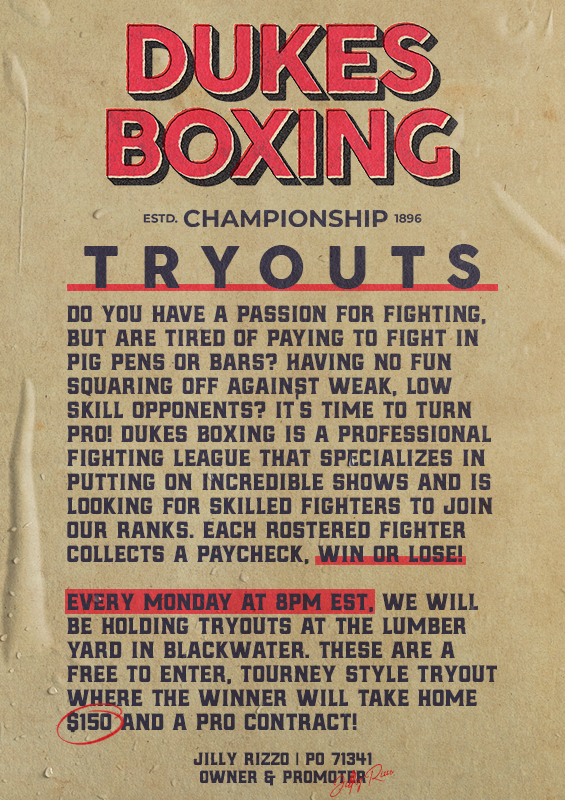 DUKES
BOXING
ESTD. CHAMPIONSHIP 1896
TRYOUTS
DO YOU HAVE A PASSION FOR FIGHTING,
BUT ARE TIRED OF PAYING TO FIGHT IN
PIG PENS OR BARS? HAVING NO FUN
SQUARING OFF AGAINST WEAK, LOW
SKILL OPPONENTS? IT'S TIME TO TURN
PRO! DUKES BOXING IS A PROFESSIONAL
FIGHTING LEAGUE THAT SPECIALIZES IN
PUTTING ON INCREDIBLE SHOWS AND IS
LOOKING FOR SKILLED FIGHTERS TO JOIN
OUR RANKS. EACH ROSTERED FIGHTER
COLLECTS A PAYCHECK, WIN OR LOSE!
EVERY MONDAY AT 8PM EST, WE WILL
BE HOLDING TRYOUTS AT THE LUMBER
YARD IN BLACKWATER. THESE ARE A
FREE TO ENTER, TOURNEY STYLE TRYOUT
WHERE THE WINNER WILL TAKE HOME
$150 AND A PRO CONTRACT!
JILLY RIZZO | PO 71341
OWNER & PROMOTER
Jilly Rizzo